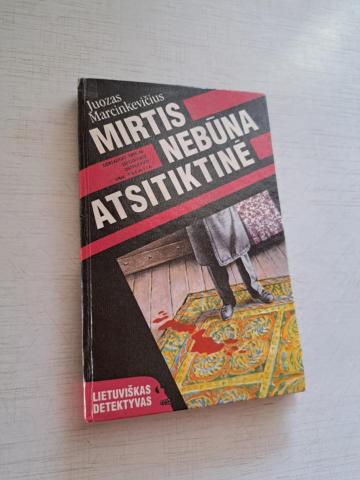 Juozas
Marcinkevičius
MIRTIS
NEBŪNA
ATSITIKTINĖ
LIETUVIŠKAS
DETEKTYVAS